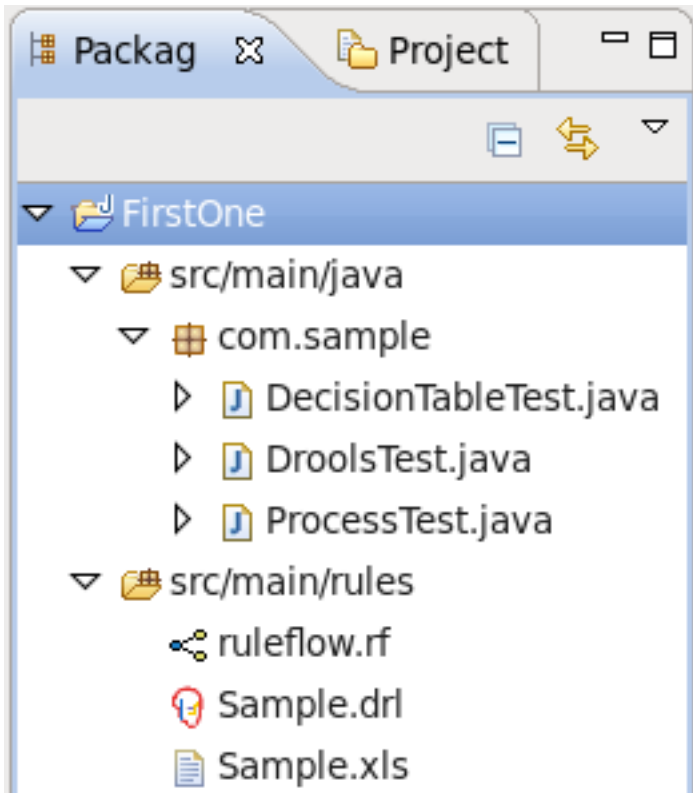 Packag Project
FirstOne
src/main/java
com.sample
DecisionTableTest.java
DroolsTest.java
ProcessTest.java
src/main/rules
ruleflow.rf
Sample.drl
Sample.xls